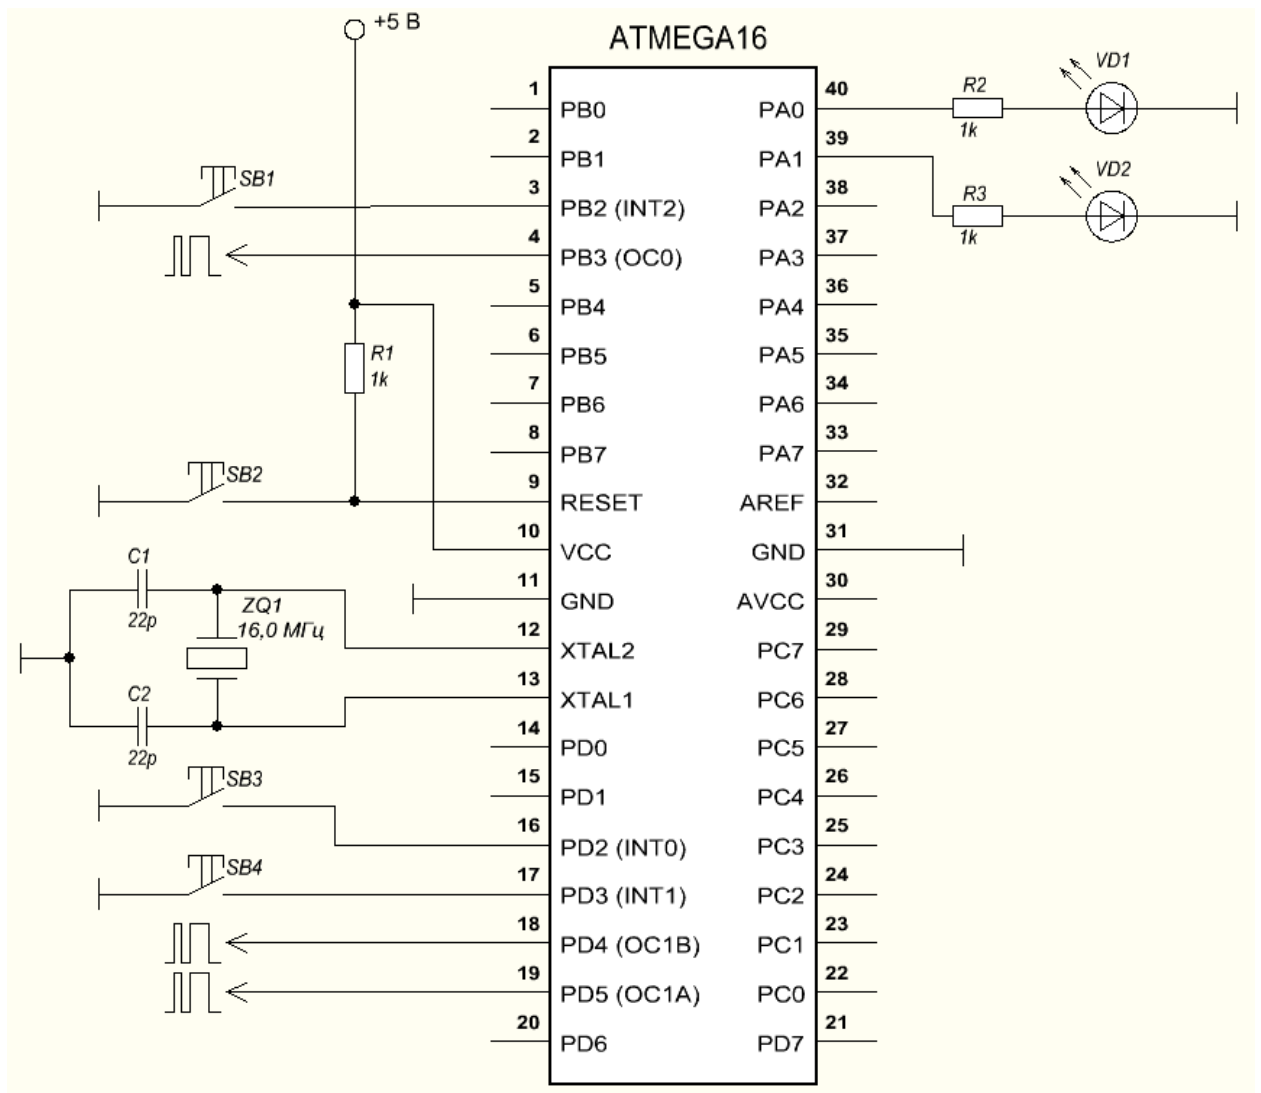 +5 В
ATMEGA16
1
PB0
2
PB1
SB1
3
PB2 (INT2)
4
PB3 (OC0)
5
PB4
6
PB5
R1
1k
7
PB6
8
PB7
SB2
9
RESET
10
VCC
11
GND
C1
22p
ZQ1
16,0 МГц
12
XTAL2
13
XTAL1
C2
22p
14
PD0
SB3
15
PD1
16
PD2 (INT0)
SB4
17
PD3 (INT1)
18
PD4 (OC1B)
19
PD5 (OC1A)
20
PD6
40
PA0
R2
1k
VD1
39
PA1
R3
1k
VD2
38
PA2
37
PA3
36
PA4
35
PA5
34
PA6
33
PA7
32
AREF
31
GND
30
AVCC
29
PC7
28
PC6
27
PC5
26
PC4
25
PC3
24
PC2
23
PC1
22
PC0
21
PD7